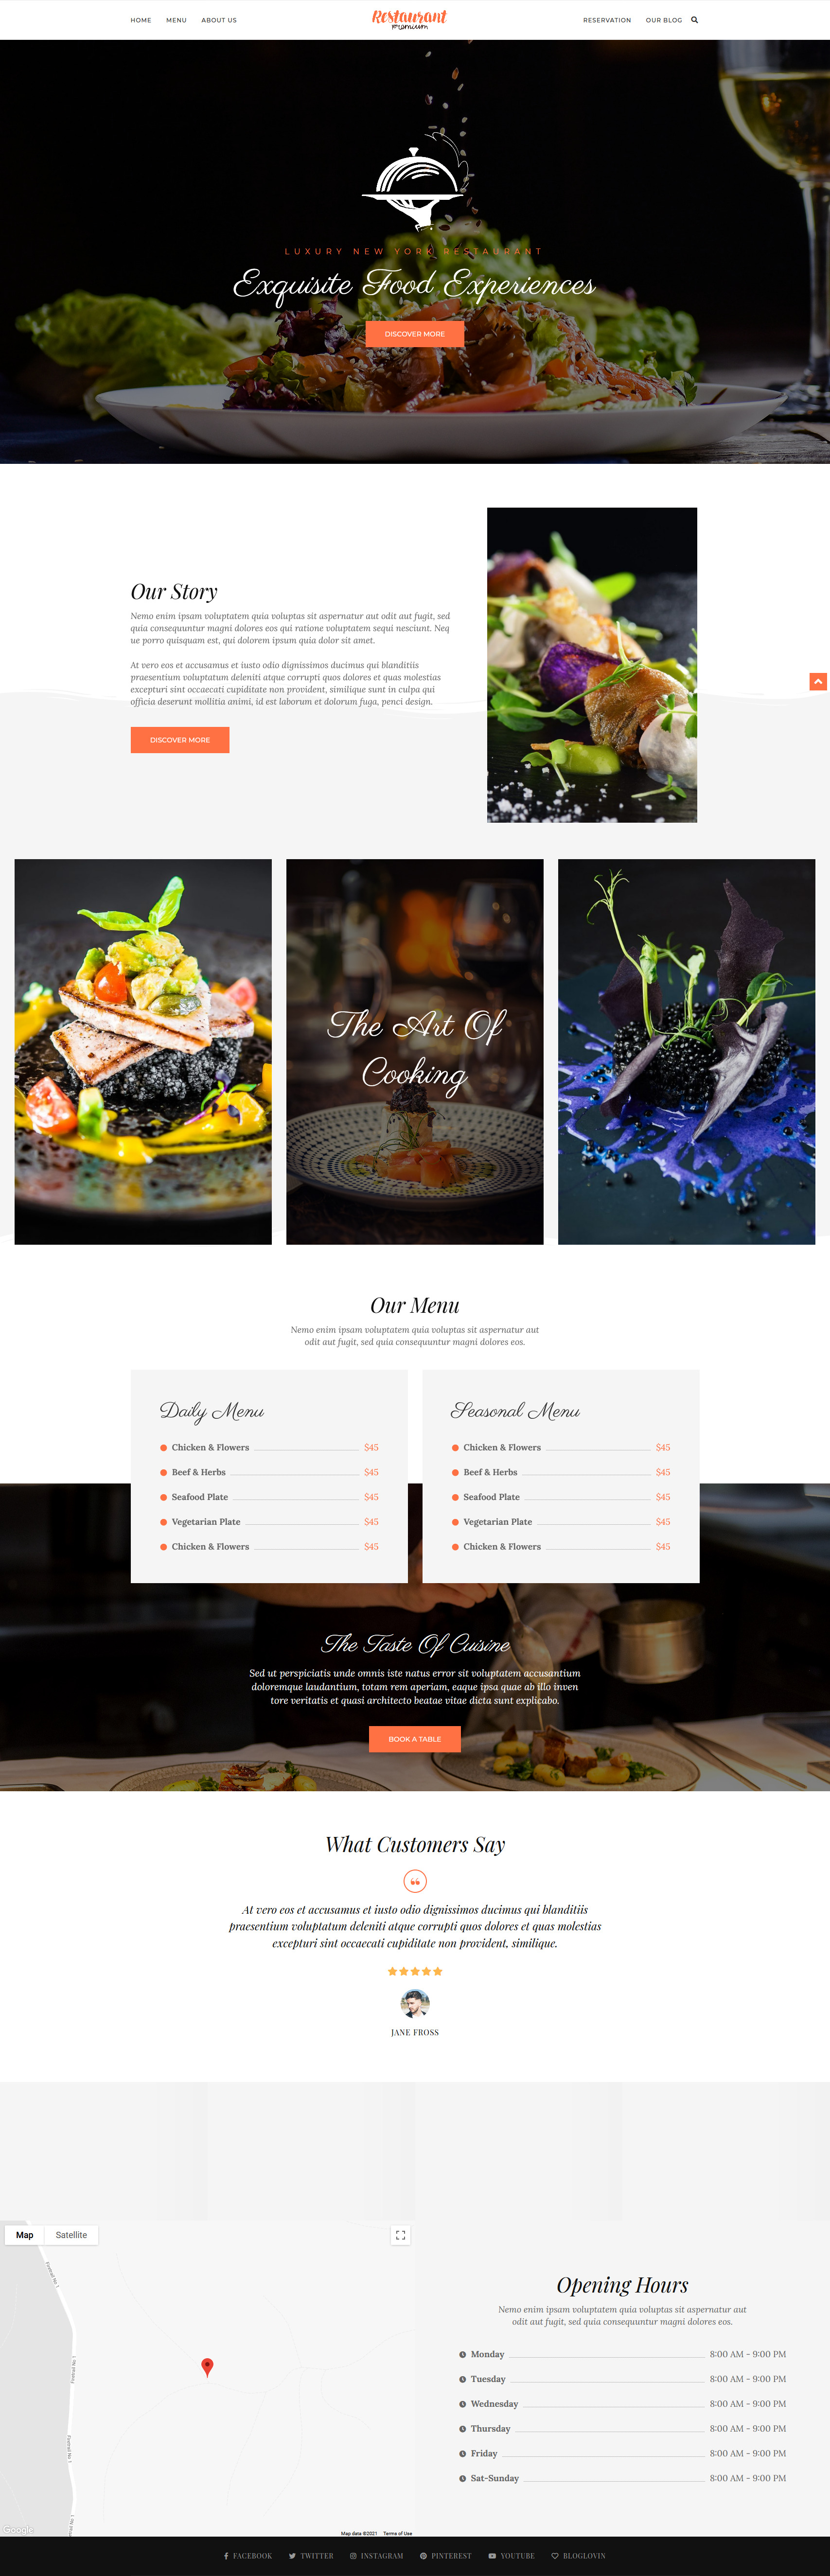 HOME MENU ABOUT US
Restaurant
Premium
RESERVATION OUR BLOG
LUXURY NEW YORK RESTAURANT
Exquisite Food Experiences
DISCOVER MORE
Our Story
Nemo enim ipsam voluptatem quia voluptas sit aspernatur aut odit aut fugit, sed
quia consequuntur magni dolores eos qui ratione voluptatem sequi nesciunt. Neq
ue porro quisquam est, qui dolorem ipsum quia dolor sit amet.
At vero eos et accusamus et iusto odio dignissimos ducimus qui blanditiis
praesentium voluptatum deleniti atque corrupti quos dolores et quas molestias
excepturi sint occaecati cupiditate non provident, similique sunt in culpa qui
officia deserunt mollitia animi, id est laborum et dolorum fuga, penci design.
DISCOVER MORE
The Art Of
Cooking
Our Menu
Nemo enim ipsam voluptatem quia voluptas sit aspernatur aut
odit aut fugit, sed quia consequuntur magni dolores eos.
Daily Menu
Chicken & Flowers $45
Beef & Herbs $45
Seafood Plate $45
Vegetarian Plate $45
Chicken & Flowers $45
Seasonal Menu
Chicken & Flowers $45
Beef & Herbs $45
Seafood Plate $45
Vegetarian Plate $45
Chicken & Flowers $45
The Taste Of Cuisine
Sed ut perspiciatis unde omnis iste natus error sit voluptatem accusantium
doloremque laudantium, totam rem aperiam, eaque ipsa quae ab illo inven
tore veritatis et quasi architecto beatae vitae dicta sunt explicabo.
BOOK A TABLE
What Customers Say
At vero eos et accusamus et iusto odio dignissimos ducimus qui blanditiis
praesentium voluptatum deleniti atque corrupti quos dolores et quas molestias
excepturi sint occaecati cupiditate non provident, similique.
JANE FROSS
Map Satellite
Firetrail No 1
Firetrail No 1
Firetrail No 1
Google
Map data ©2021 Terms of Use
Opening Hours
Nemo enim ipsam voluptatem quia voluptas sit aspernatur aut
odit aut fugit, sed quia consequuntur magni dolores eos.
Monday 8:00 AM - 9:00 PM
Tuesday 8:00 AM - 9:00 PM
Wednesday 8:00 AM - 9:00 PM
Thursday 8:00 AM - 9:00 PM
Friday 8:00 AM - 9:00 PM
Sat-Sunday 8:00 AM - 9:00 PM
FACEBOOK TWITTER INSTAGRAM PINTEREST YOUTUBE BLOGLOVIN